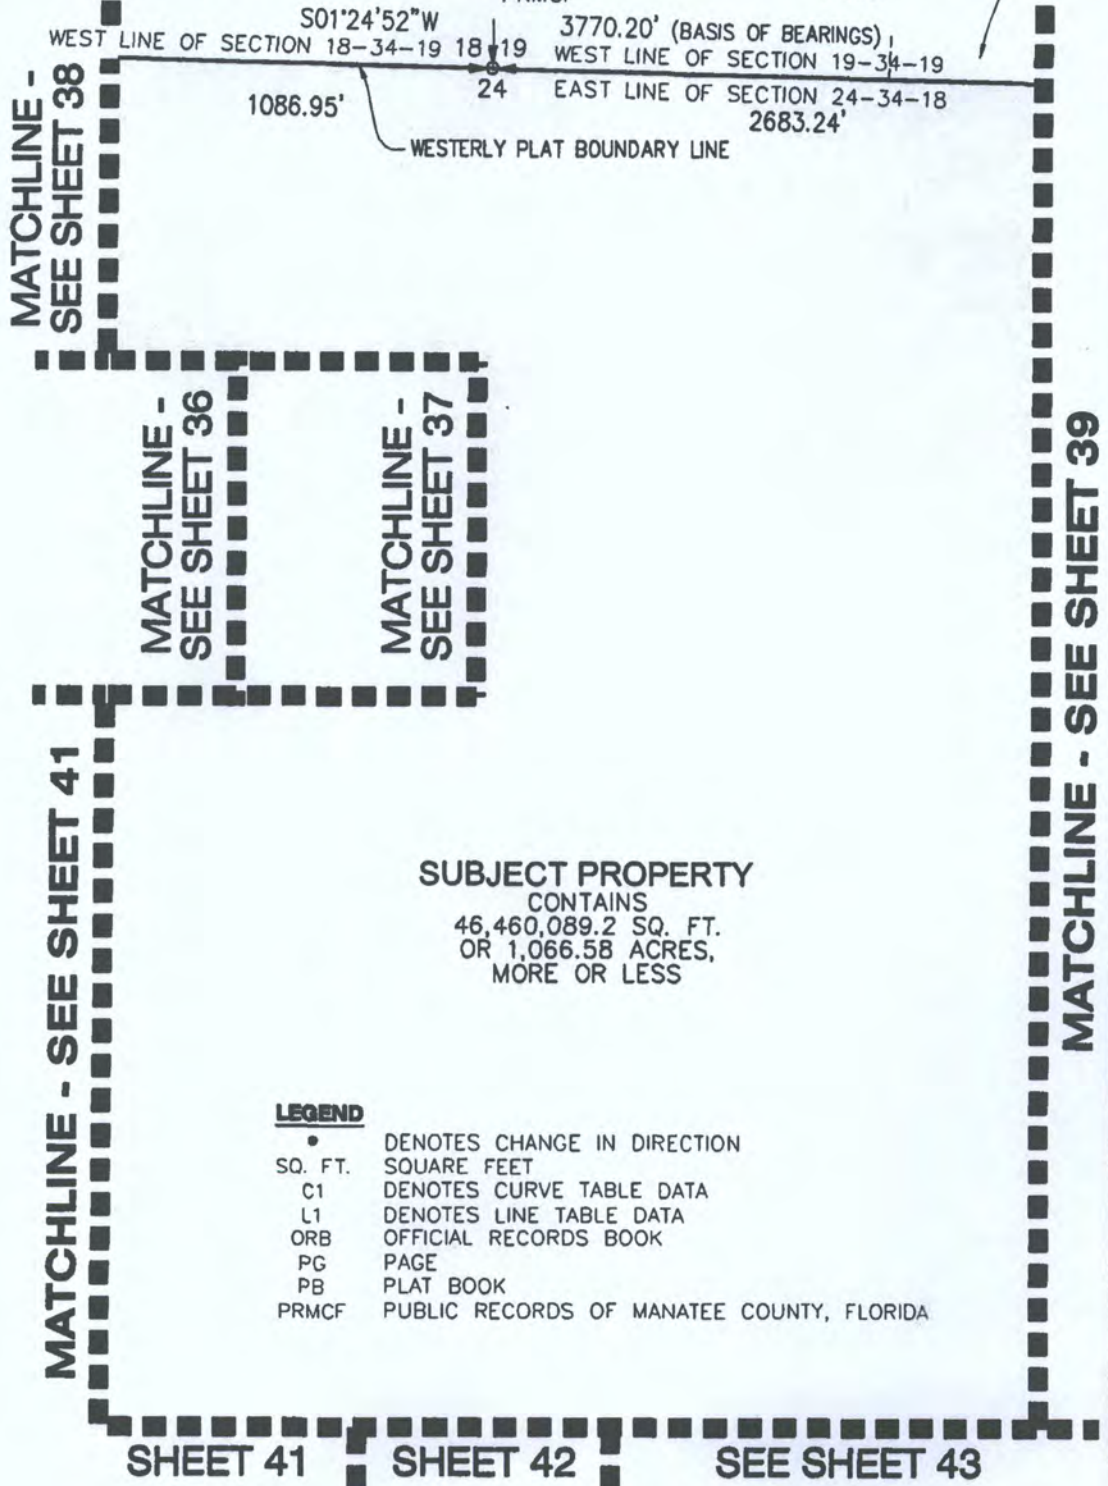 S01°24'52"W
3770.20' (BASIS OF BEARINGS)
WEST LINE OF SECTION 18-34-19 18 19
WEST LINE OF SECTION 19-34-19
24 EAST LINE OF SECTION 24-34-18
1086.95'
2683.24'
WESTERLY PLAT BOUNDARY LINE
MATCHLINE -
SEE SHEET 38
MATCHLINE -
SEE SHEET 36
MATCHLINE -
SEE SHEET 37
MATCHLINE - SEE SHEET 39
MATCHLINE - SEE SHEET 41
SUBJECT PROPERTY
CONTAINS
46,460,089.2 SQ. FT.
OR 1,066.58 ACRES,
MORE OR LESS
LEGEND
• DENOTES CHANGE IN DIRECTION
SQ. FT. SQUARE FEET
C1 DENOTES CURVE TABLE DATA
L1 DENOTES LINE TABLE DATA
ORB OFFICIAL RECORDS BOOK
PG PAGE
PB PLAT BOOK
PRMCF PUBLIC RECORDS OF MANATEE COUNTY, FLORIDA
SHEET 41
SHEET 42
SEE SHEET 43